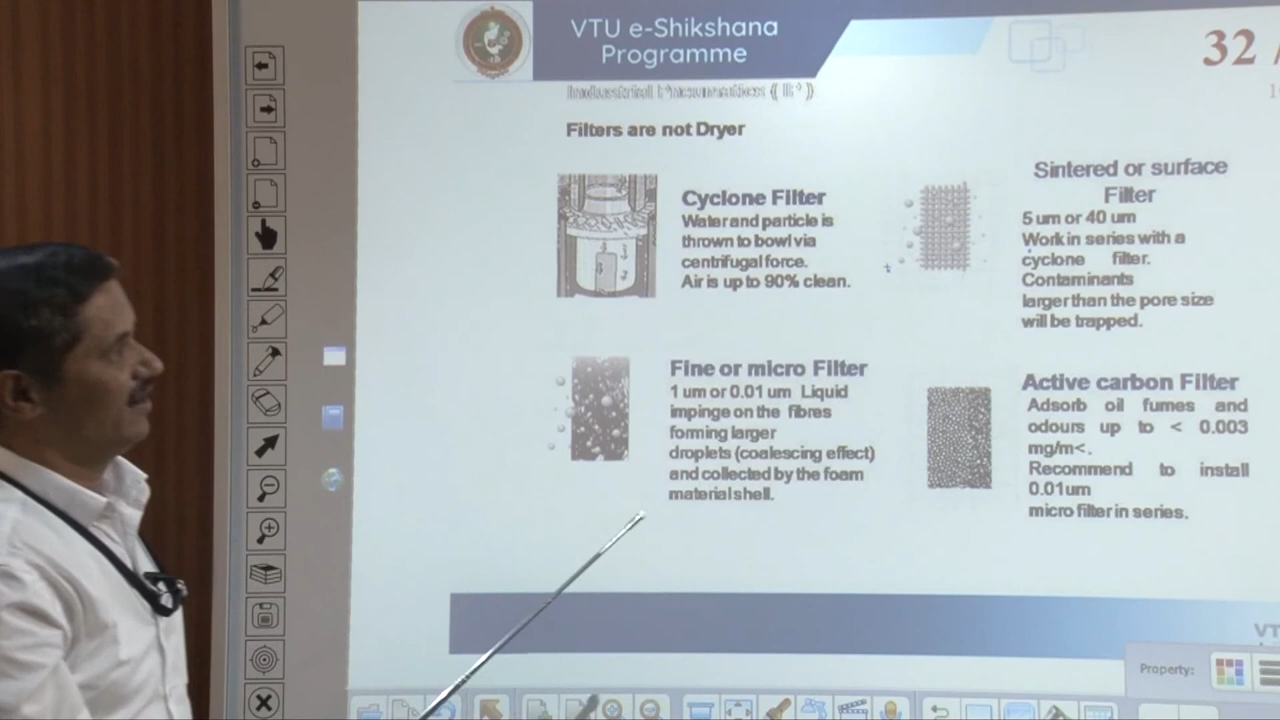 VTU e-Shikshana
Programme
32 /
Industrial Pneumatics ( B )
Filters are not Dryer
Cyclone Filter
Water and particle is
thrown to bowl via
centrifugal force.
Air is up to 90% clean.
Sintered or surface
Filter
5 um or 40 um
Work in series with a
cyclone filter.
Contaminants
larger than the pore size
will be trapped.
Fine or micro Filter
1 um or 0.01 um Liquid
impinge on the fibres
forming larger
droplets (coalescing effect)
and collected by the foam
material shell.
Active carbon Filter
Adsorb oil fumes and
odours up to < 0.003
mg/m<.
Recommend to install
0.01um
micro filter in series.
VT
Property: